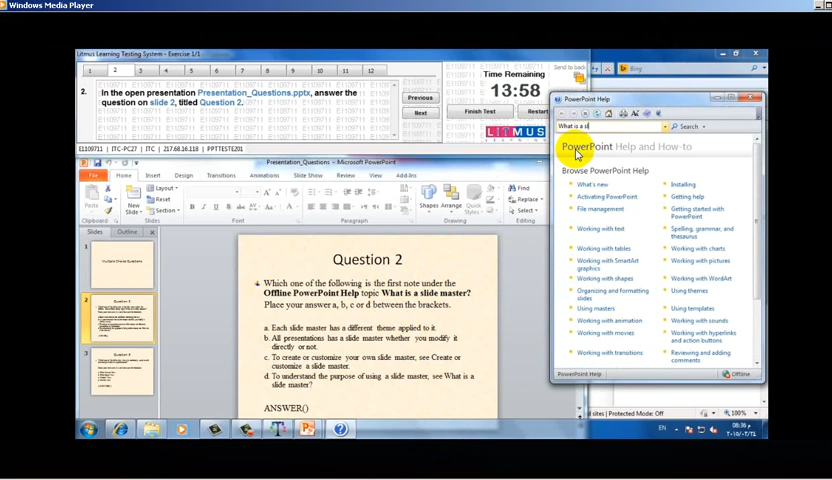 Windows Media Player
Litmus Learning Testing System - Exercise 1/1
1 2 3 4 5 6 7 8 9 10 11 12
2. In the open presentation Presentation_Questions.pptx, answer the
question on slide 2, titled Question 2.
Previous
Next
Send to back
Time Remaining
13:58
Finish Test
Restart
LITMUS
E1109711 | ITC-PC27 | ET | 217.68.16.118 | PPTTESTE201
Bing
PowerPoint Help
What is a sl
Search
PowerPoint Help and How-to
Browse PowerPoint Help
What's new
Installing
Activating PowerPoint
Getting help
File management
Getting started with
PowerPoint
Working with text
Spelling, grammar, and
thesaurus
Working with tables
Working with charts
Working with SmartArt
graphics
Working with pictures
Working with shapes
Working with WordArt
Organizing and formatting
slides
Using themes
Using masters
Using templates
Working with animation
Working with sounds
Working with movies
Working with hyperlinks
and action buttons
Working with transitions
Reviewing and adding
comments
PowerPoint Help
Offline
Presentation_Questions - Microsoft PowerPoint
File Home Insert Design Transitions Animations Slide Show Review View Add-Ins
Paste
New
Slide
Layout
Reset
Section
Shapes
Arrange
Quick
Find
Replace
Select
Clipboard
Slides
Font
Paragraph
Drawing
Editing
Slides Outline
1
2
3
Question 2
Which one of the following is the first note under the
Offline PowerPoint Help topic What is a slide master?
Place your answer a, b, c or d between the brackets.
a. Each slide master has a different theme applied to it.
b. All presentations has a slide master whether you modify it
directly or not.
c. To create or customize your own slide master, see Create or
customize a slide master.
d. To understand the purpose of using a slide master, see What is a
slide master?
ANSWER()
d sites | Protected Mode: Off
100%
EN